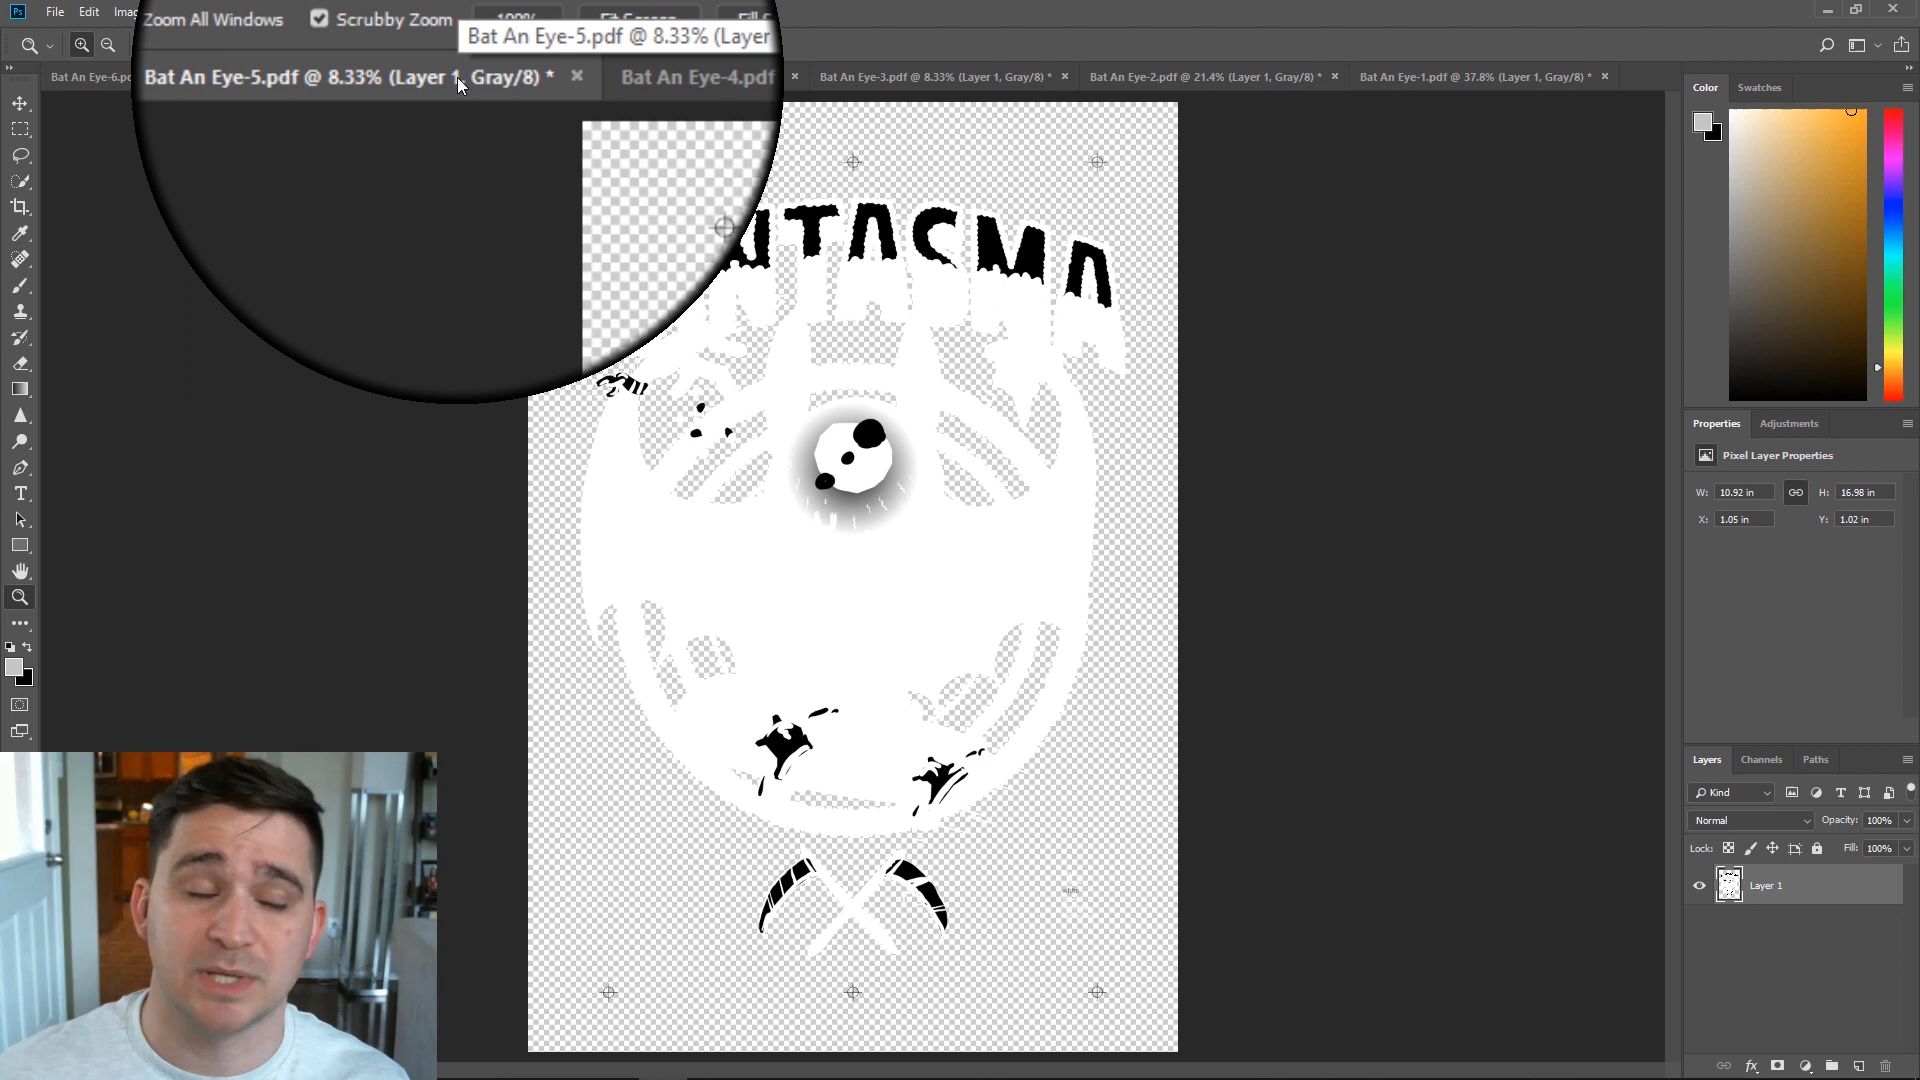 Ps File Edit Ima
Zoom All Windows Scrubby Zoom 100% Fit Screen Fill S
Bat An Eye-5.pdf @ 8.33% (Layer
Bat An Eye-6.pd
Bat An Eye-5.pdf @ 8.33% (Layer 1, Gray/8) *
Bat An Eye-4.pdf
Bat An Eye-3.pdf @ 8.33% (Layer 1, Gray/8) *
Bat An Eye-2.pdf @ 21.4% (Layer 1, Gray/8) *
Bat An Eye-1.pdf @ 37.8% (Layer 1, Gray/8) *
Color Swatches
NTASMA
Properties Adjustments
Pixel Layer Properties
W: 10.92 in H: 16.98 in
X: 1.05 in Y: 1.02 in
Layers Channels Paths
Kind
Normal Opacity: 100%
Lock: Fill: 100%
Layer 1
white